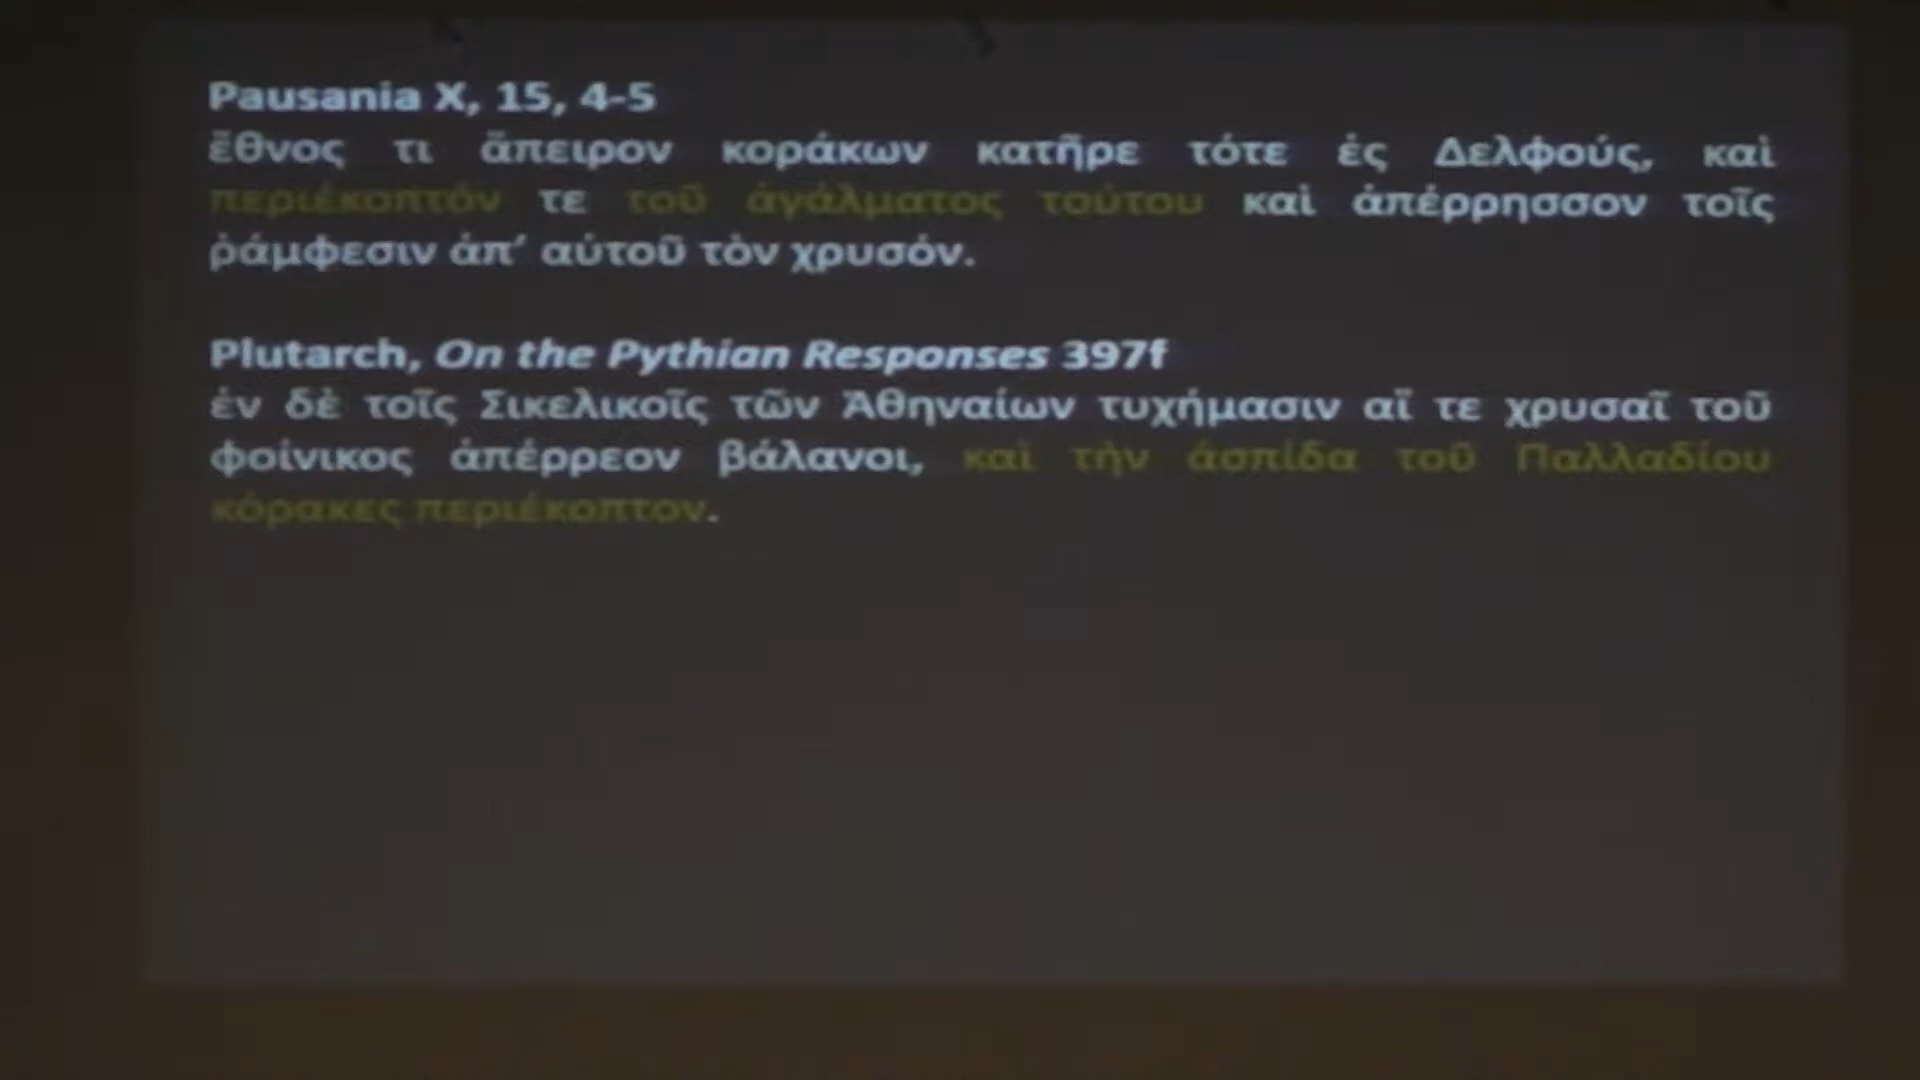 Pausania X, 15, 4-5
ἔθνος τι ἄπειρον κοράκων κατῆρε τότε ἐς Δελφούς, καὶ
περιέκοπτόν τε τοῦ ἀγάλματος τούτου καὶ ἀπέρρησσον τοῖς
ῥάμφεσιν ἀπ’ αὐτοῦ τὸν χρυσόν.
Plutarch, On the Pythian Responses 397f
ἐν δὲ τοῖς Σικελικοῖς τῶν Ἀθηναίων τυχήμασιν αἵ τε χρυσαῖ τοῦ
φοίνικος ἀπέρρεον βάλανοι, καὶ τὴν ἀσπίδα τοῦ Παλλαδίου
κόρακες περιέκοπτον.